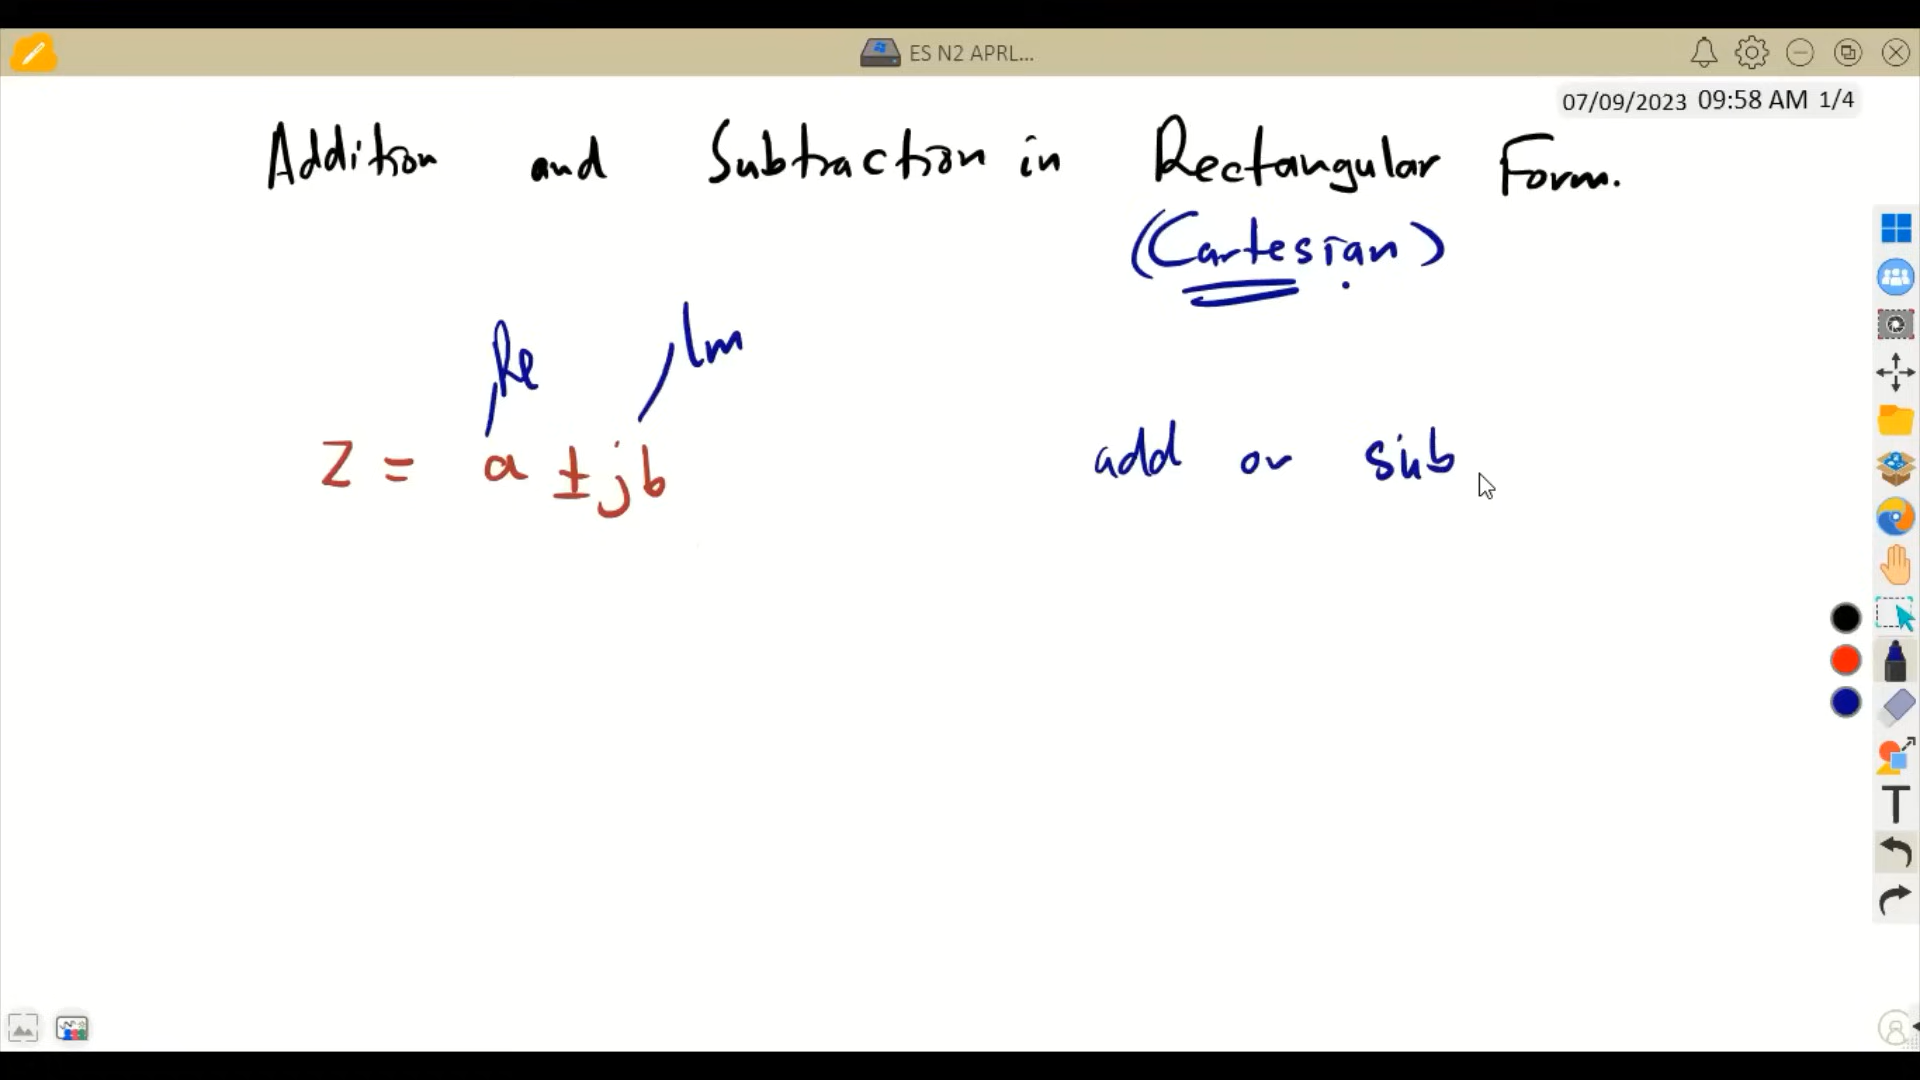 ES N2 APRL...
07/09/2023 09:58 AM 1/4
Addition and Subtraction in Rectangular Form.
(Cartesian)
Re Im
Z = a ± jb
add or sub
T